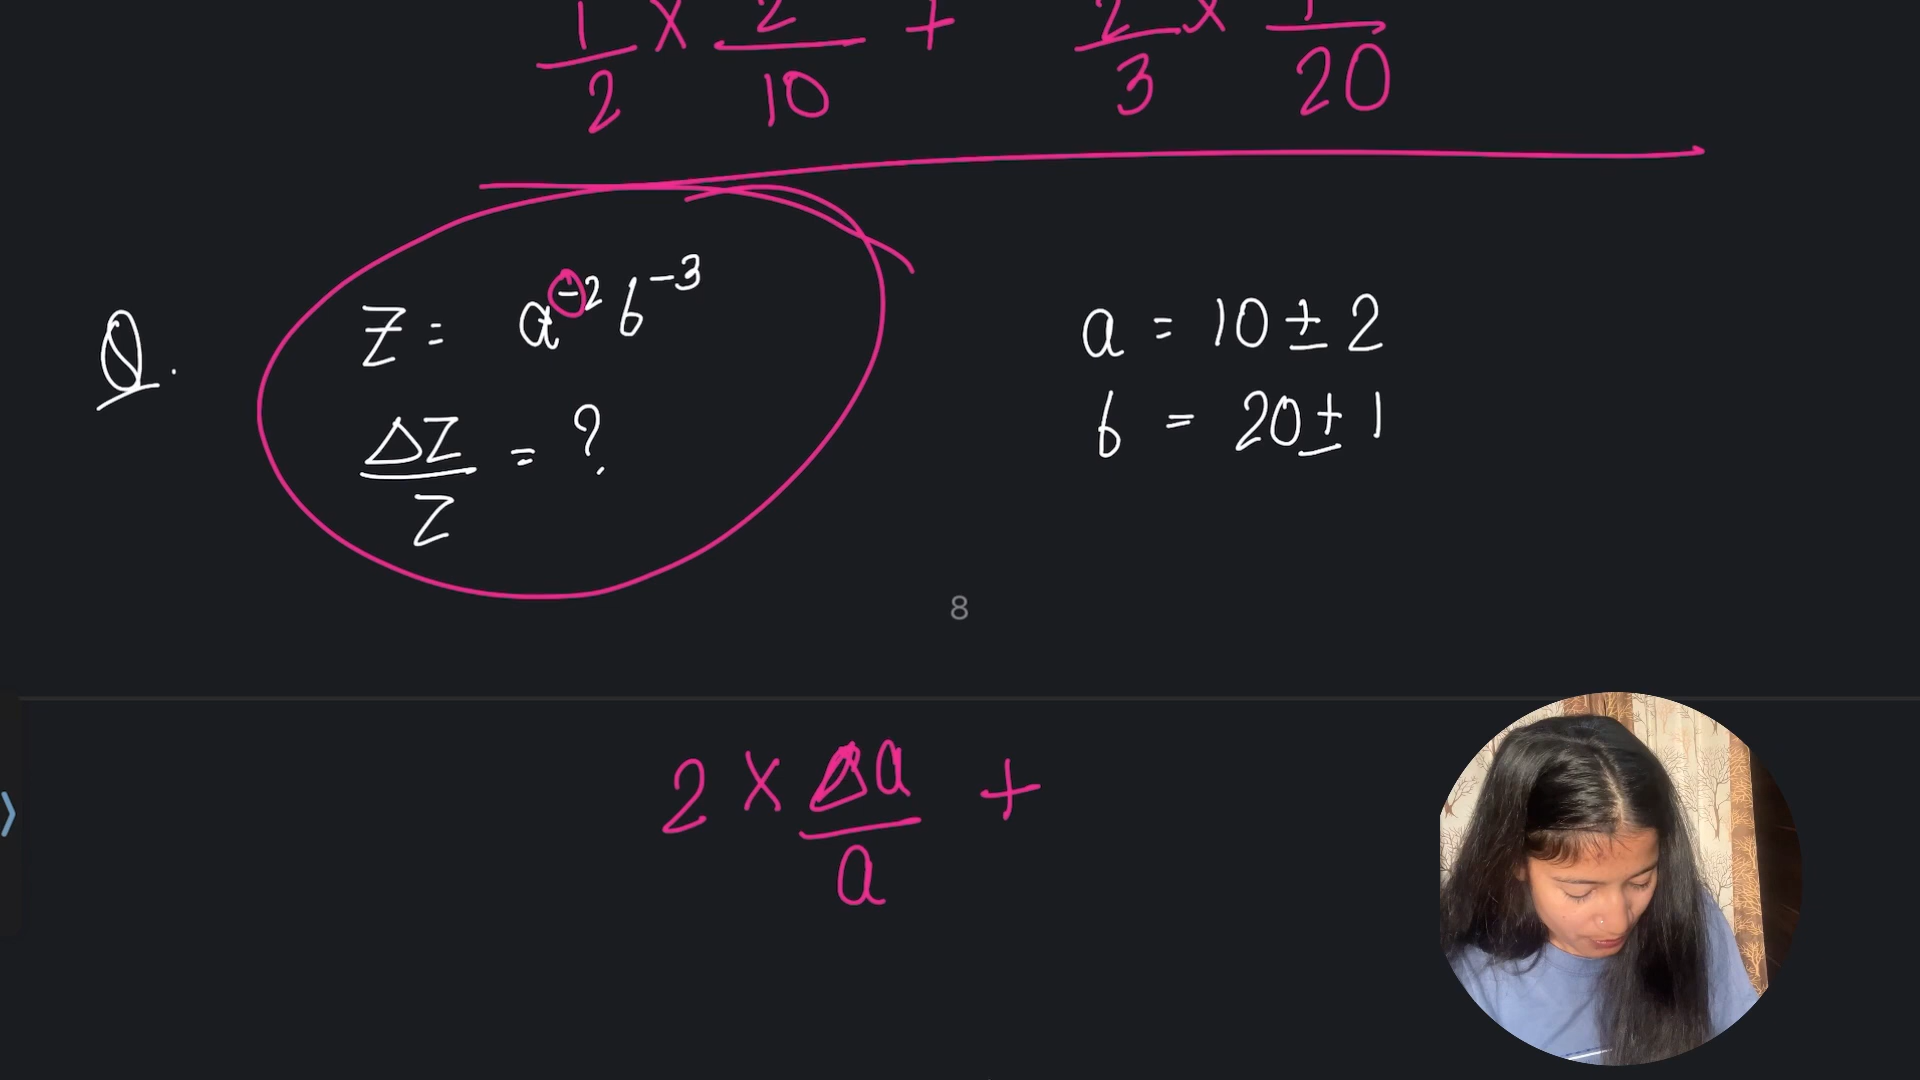 1/2 × 2/10 + 2/3 × 1/20
Q.
Z = a⁻² b⁻³
ΔZ/Z = ?
a = 10 ± 2
b = 20 ± 1
8
2 × Δa/a +